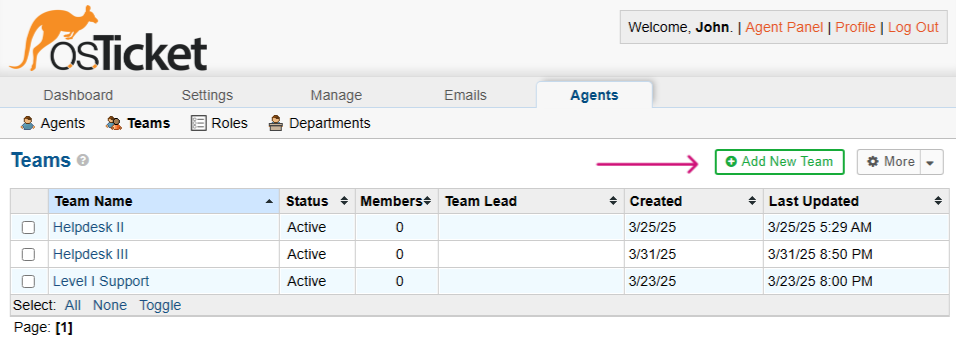 osTicket
Welcome, John. | Agent Panel | Profile | Log Out
Dashboard Settings Manage Emails Agents
Agents Teams Roles Departments
Teams ?
Add New Team More
Team Name Status Members Team Lead Created Last Updated
Helpdesk II Active 0 3/25/25 3/25/25 5:29 AM
Helpdesk III Active 0 3/31/25 3/31/25 8:50 PM
Level I Support Active 0 3/23/25 3/23/25 8:00 PM
Select: All None Toggle
Page: [1]